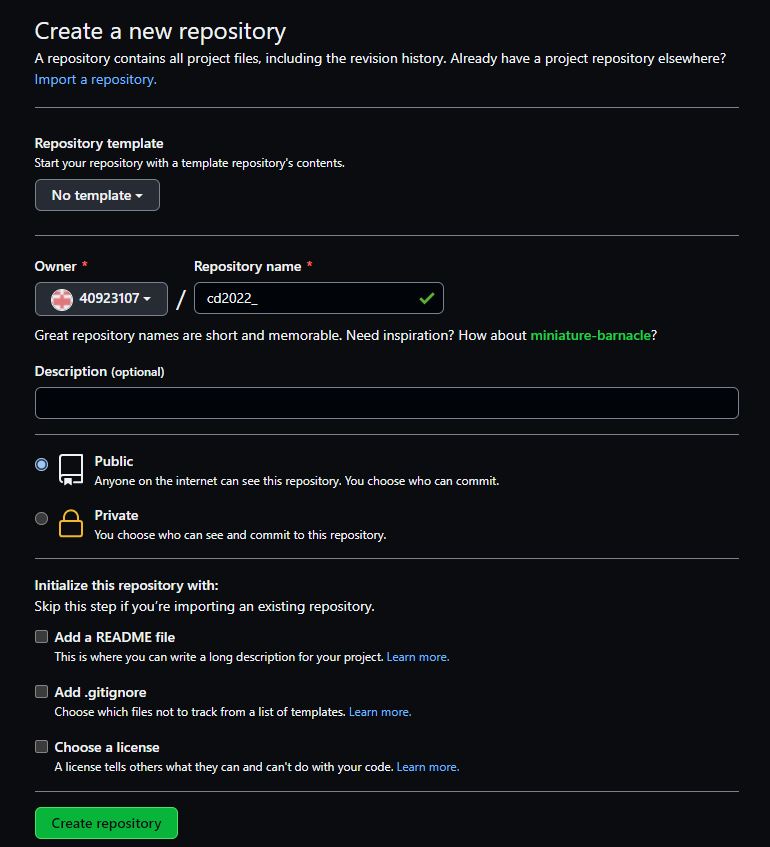 Create a new repository
A repository contains all project files, including the revision history. Already have a project repository elsewhere?
Import a repository.
Repository template
Start your repository with a template repository's contents.
No template
Owner *
Repository name *
40923107
/
cd2022_
Great repository names are short and memorable. Need inspiration? How about miniature-barnacle?
Description (optional)
Public
Anyone on the internet can see this repository. You choose who can commit.
Private
You choose who can see and commit to this repository.
Initialize this repository with:
Skip this step if you’re importing an existing repository.
Add a README file
This is where you can write a long description for your project. Learn more.
Add .gitignore
Choose which files not to track from a list of templates. Learn more.
Choose a license
A license tells others what they can and can't do with your code. Learn more.
Create repository